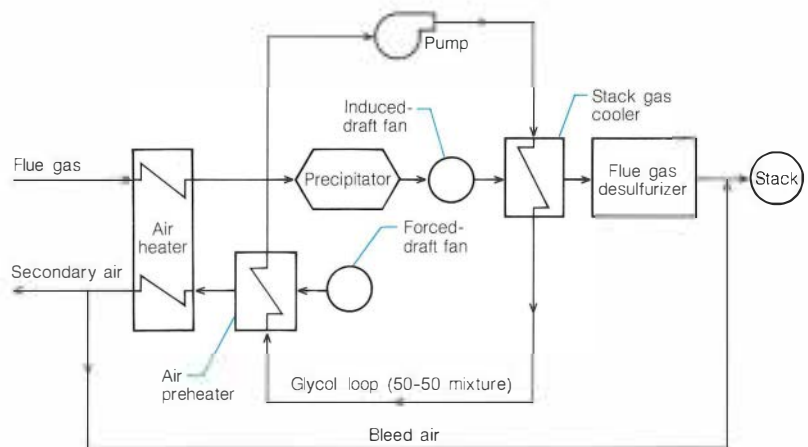 Pump
Induced-
draft fan
Stack gas
cooler
Flue gas
Precipitator
Flue gas
desulfurizer
Stack
Air
heater
Forced-
draft fan
Secondary air
Air
preheater
Glycol loop (50-50 mixture)
Bleed air